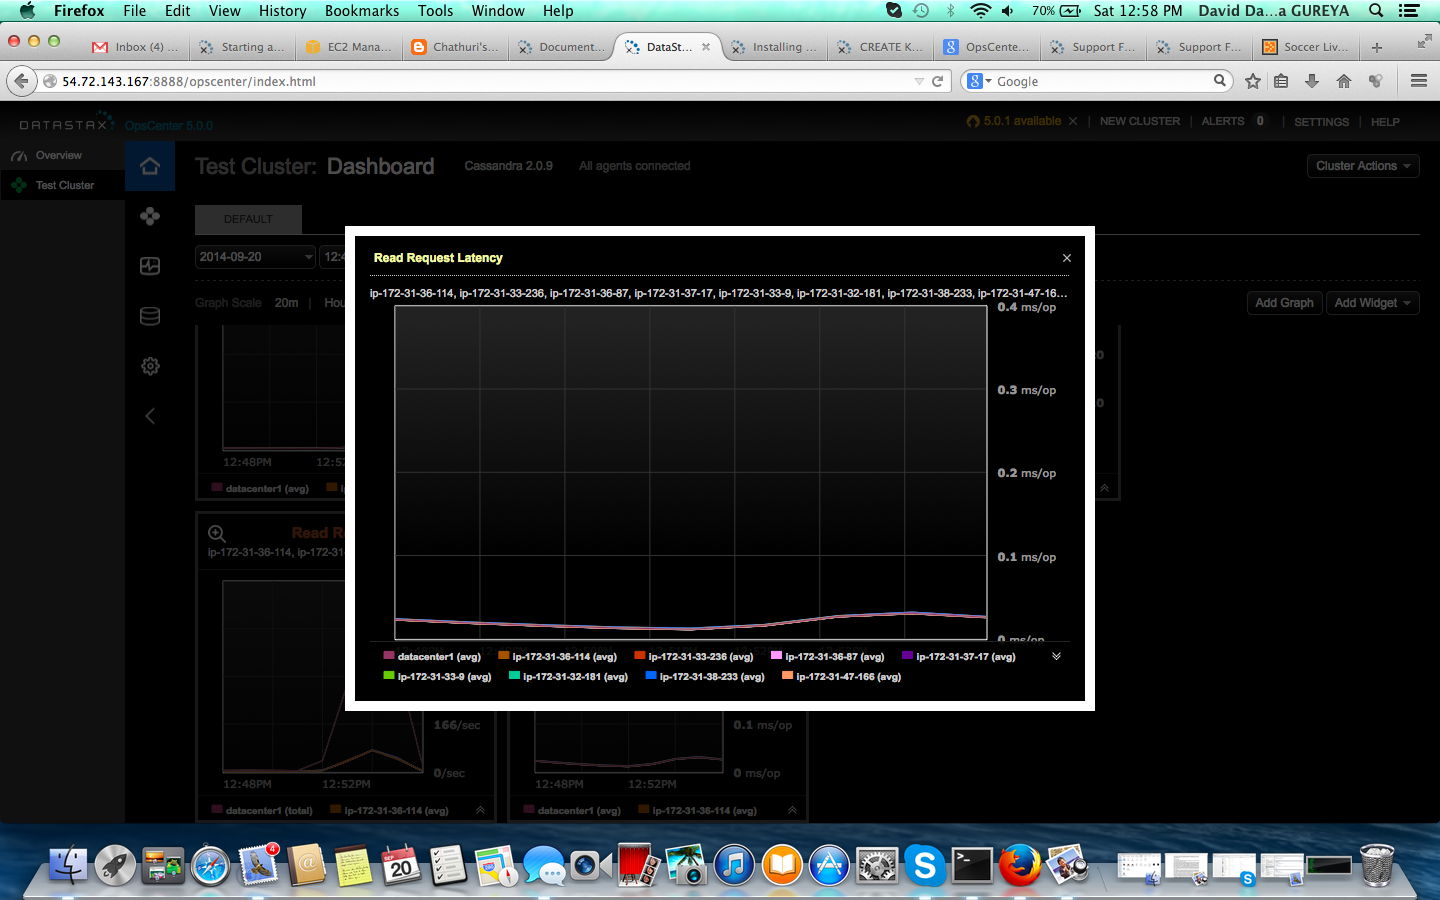 Firefox File Edit View History Bookmarks Tools Window Help 70% Sat 12:58 PM David Da...a GUREYA
Inbox (4) ... Starting a... EC2 Mana... Chathuri's... Document... DataSt... Installing ... CREATE K... OpsCente... Support F... Support F... Soccer Liv...
54.72.143.167:8888/opscenter/index.html Google
DATASTAX OpsCenter 5.0.0 5.0.1 available × | NEW CLUSTER | ALERTS 0 | SETTINGS | HELP
Overview
Test Cluster
Test Cluster: Dashboard Cassandra 2.0.9 All agents connected Cluster Actions
DEFAULT
2014-09-20 12:4
Graph Scale 20m | Hou
Add Graph Add Widget
Read Request Latency ×
ip-172-31-36-114, ip-172-31-33-236, ip-172-31-36-87, ip-172-31-37-17, ip-172-31-33-9, ip-172-31-32-181, ip-172-31-38-233, ip-172-31-47-16...
0.4 ms/op
0.3 ms/op
0.2 ms/op
0.1 ms/op
0 ms/op
datacenter1 (avg) ip-172-31-36-114 (avg) ip-172-31-33-236 (avg) ip-172-31-36-87 (avg) ip-172-31-37-17 (avg)
ip-172-31-33-9 (avg) ip-172-31-32-181 (avg) ip-172-31-38-233 (avg) ip-172-31-47-166 (avg)
12:48PM 12:52
datacenter1 (avg)
Read R
ip-172-31-36-114, ip-172-31
166/sec
0/sec
12:48PM 12:52PM
datacenter1 (total) ip-172-31-36-114 (avg)
0.1 ms/op
0 ms/op
12:48PM 12:52PM
datacenter1 (avg) ip-172-31-36-114 (avg)
4
SEP
20